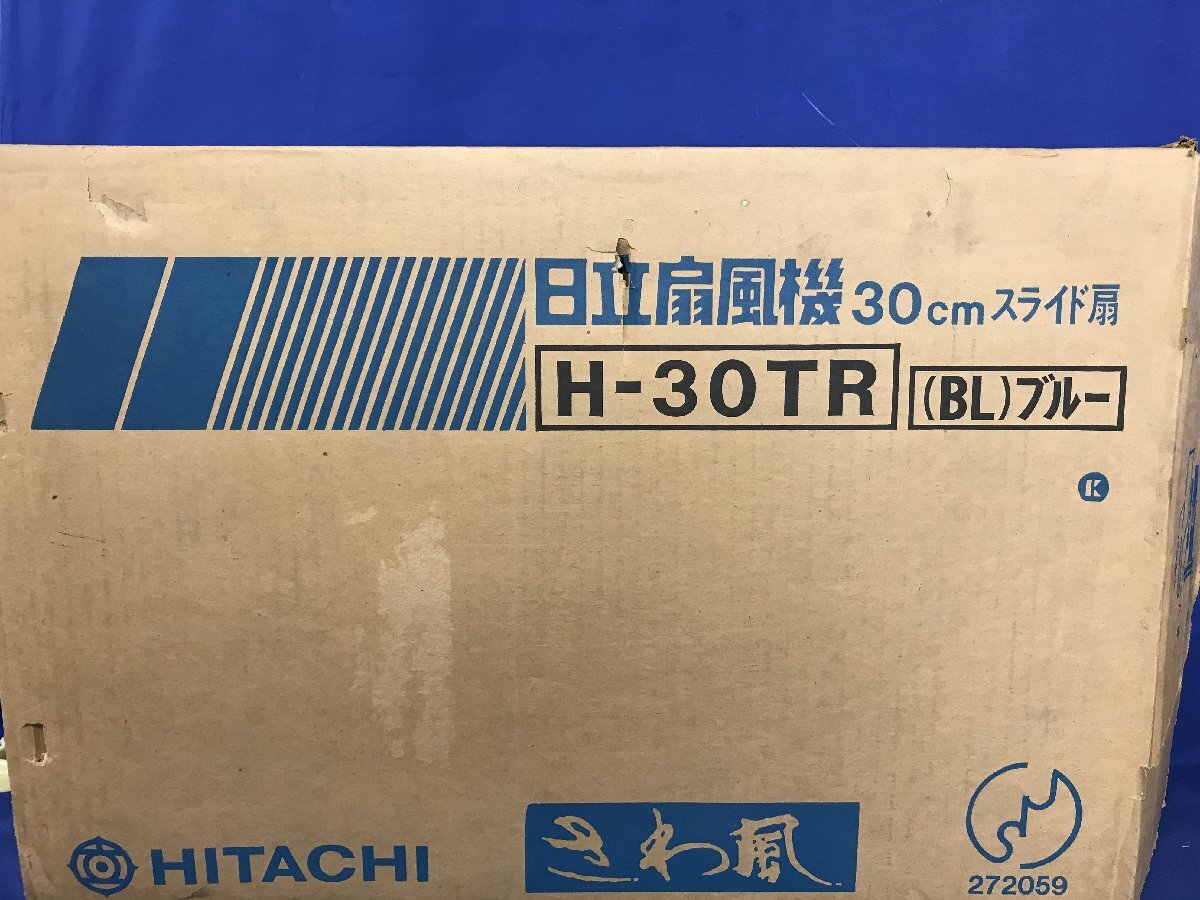 日立扇風機 30cm スライド扇
H-30TR (BL)ブルー
K
HITACHI
さわ風
272059